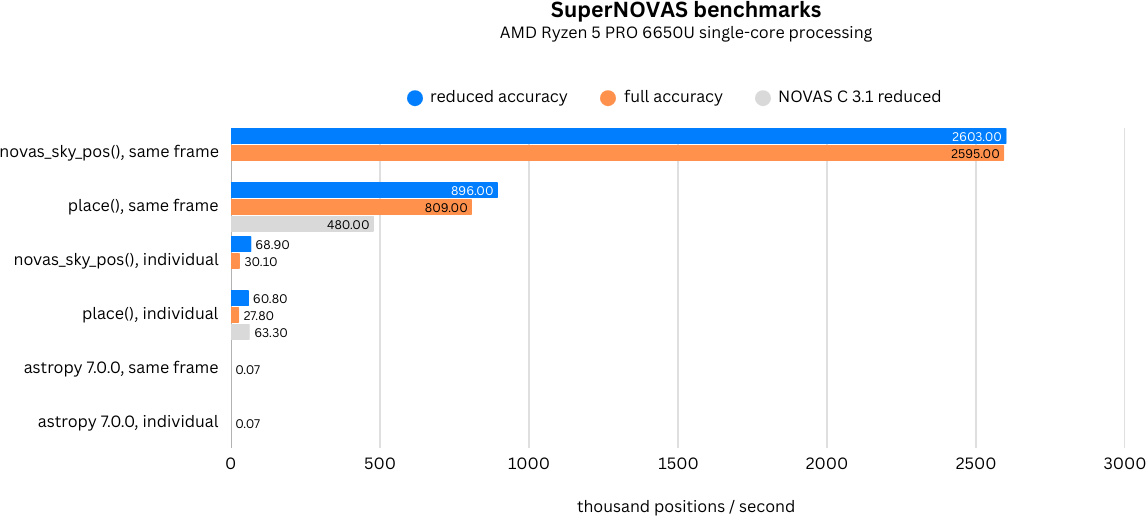 SuperNOVAS benchmarks
AMD Ryzen 5 PRO 6650U single-core processing
reduced accuracy full accuracy NOVAS C 3.1 reduced
novas_sky_pos(), same frame
2603.00
2595.00
place(), same frame
896.00
809.00
480.00
novas_sky_pos(), individual
68.90
30.10
place(), individual
60.80
27.80
63.30
astropy 7.0.0, same frame
0.07
astropy 7.0.0, individual
0.07
0 500 1000 1500 2000 2500 3000
thousand positions / second